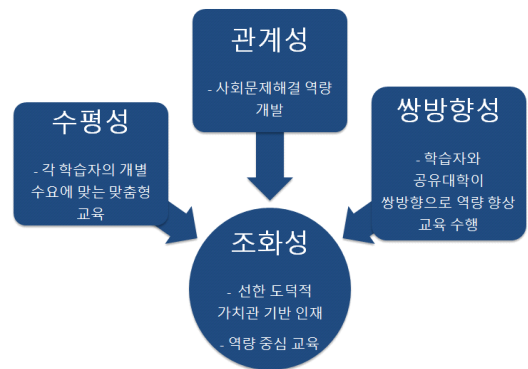 관계성
- 사회문제해결 역량
개발
수평성
- 각 학습자의 개별
수요에 맞는 맞춤형
교육
쌍방향성
- 학습자와
공유대학이
쌍방향으로 역량 향상
교육 수행
조화성
- 선한 도덕적
가치관 기반 인재
- 역량 중심 교육